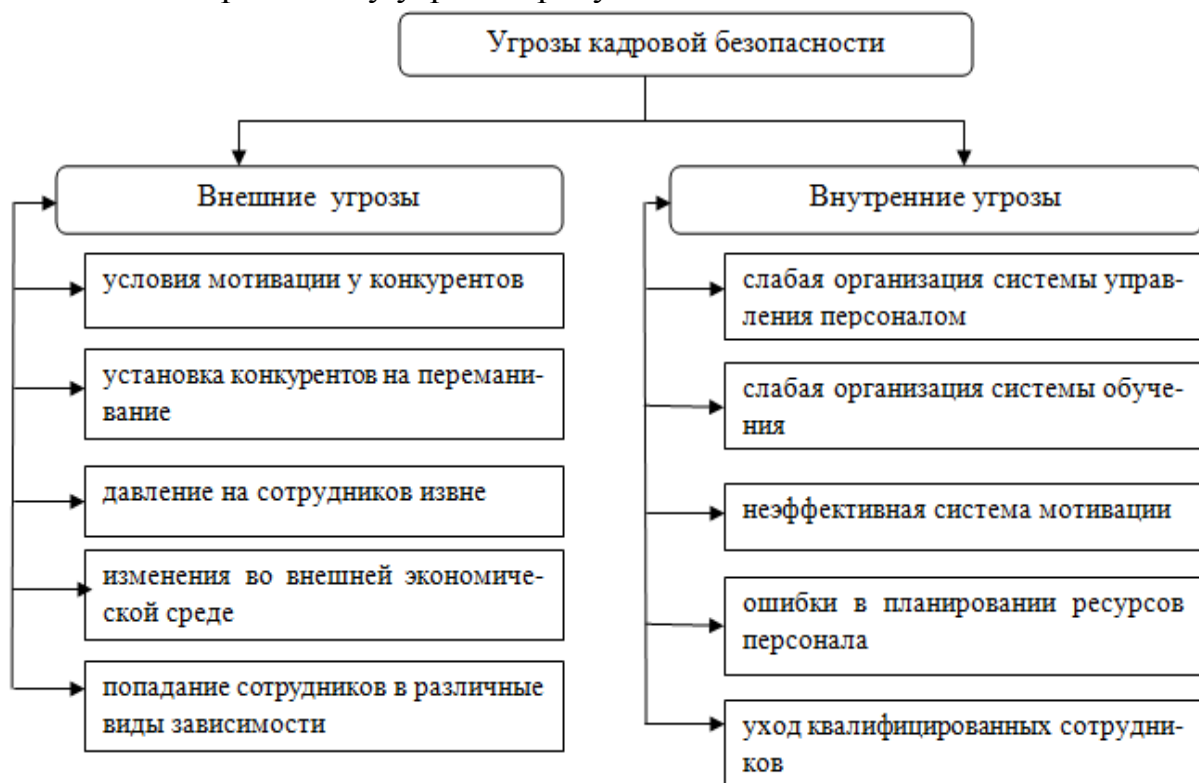 Угрозы кадровой безопасности
Внешние угрозы
условия мотивации у конкурентов
установка конкурентов на перемани-
вание
давление на сотрудников извне
изменения во внешней экономиче-
ской среде
попадание сотрудников в различные
виды зависимости
Внутренние угрозы
слабая организация системы управ-
ления персоналом
слабая организация системы обуче-
ния
неэффективная система мотивации
ошибки в планировании ресурсов
персонала
уход квалифицированных сотрудни-
ков